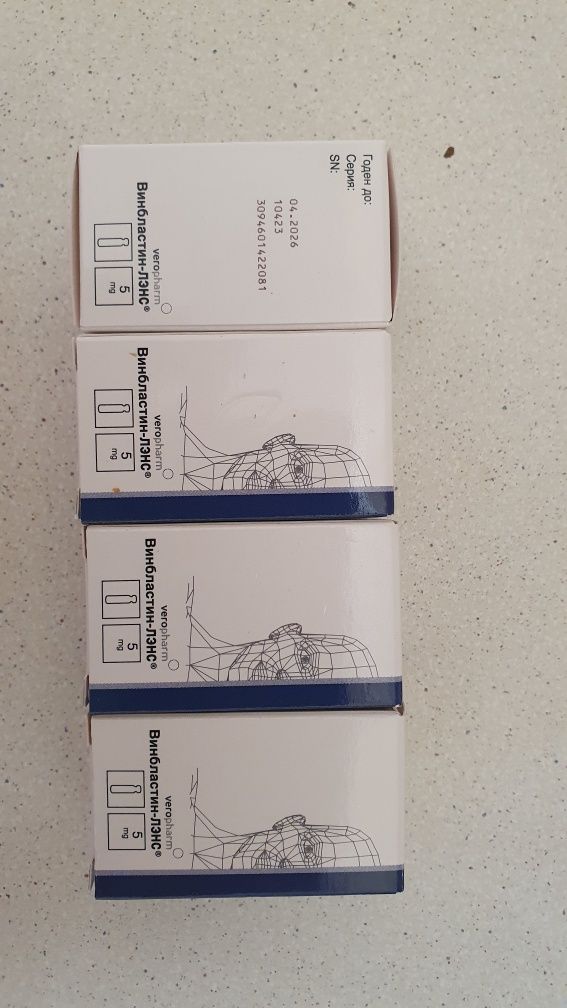 Годен до:
Серия:
SN:
04.2026
10423
3094601422081
veropharm
Винбластин-ЛЭНС®
5
mg
veropharm
Винбластин-ЛЭНС®
5
mg
veropharm
Винбластин-ЛЭНС®
5
mg
veropharm
Винбластин-ЛЭНС®
5
mg